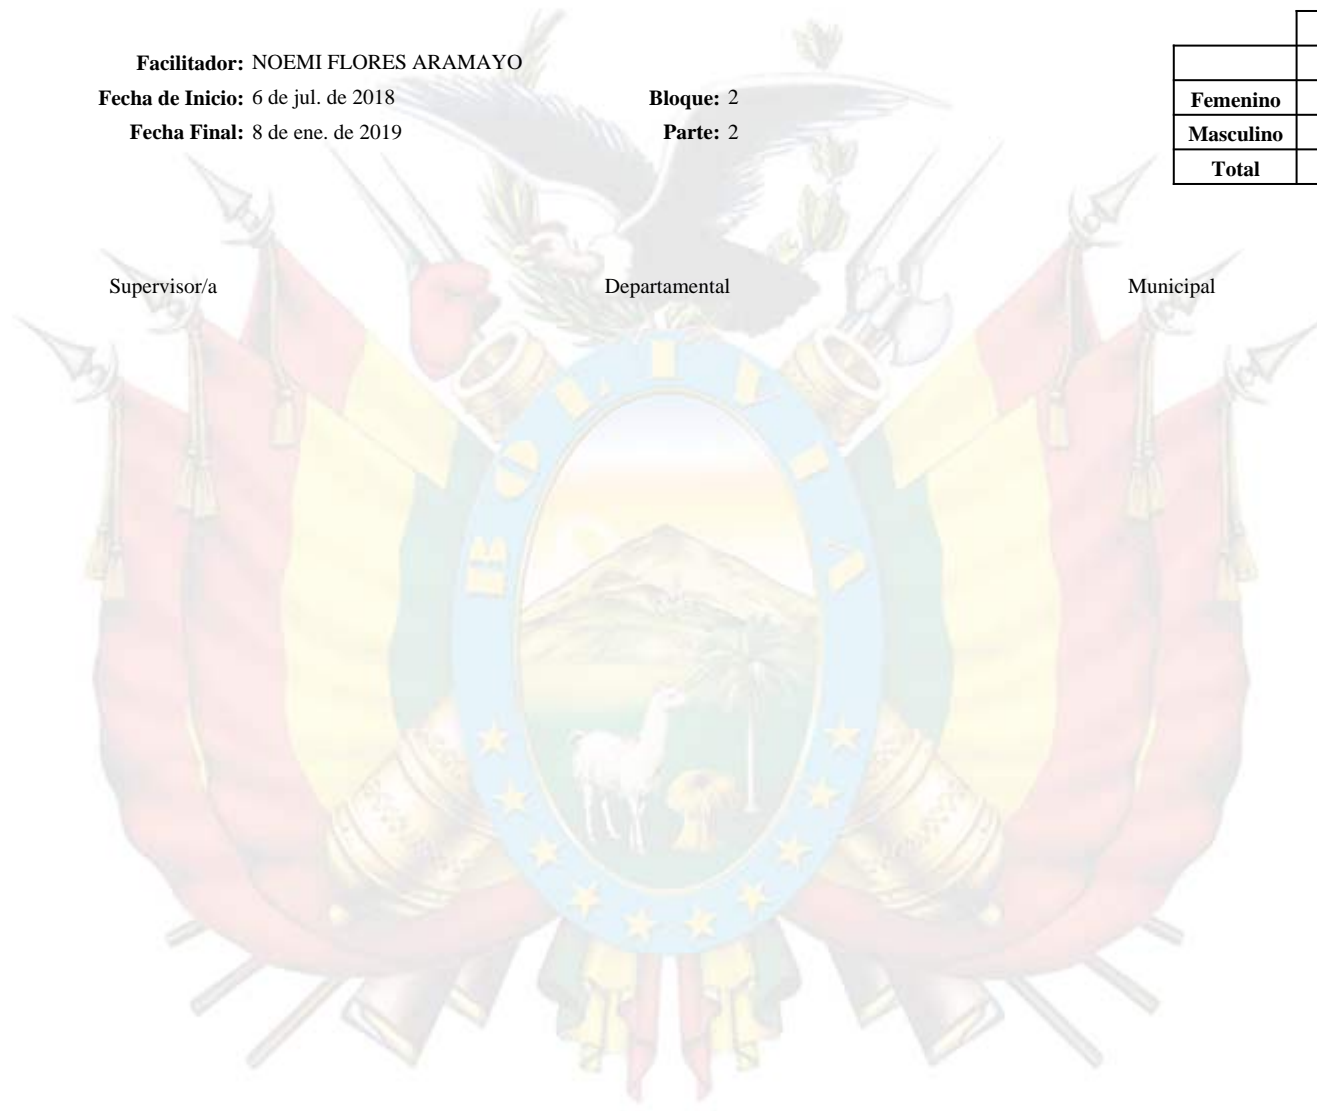 Facilitador: NOEMI FLORES ARAMAYO
Fecha de Inicio: 6 de jul. de 2018 Bloque: 2
Femenino
Fecha Final: 8 de ene. de 2019 Parte: 2
Masculino
Total
Supervisor/a Departamental Municipal
BOLIVIA